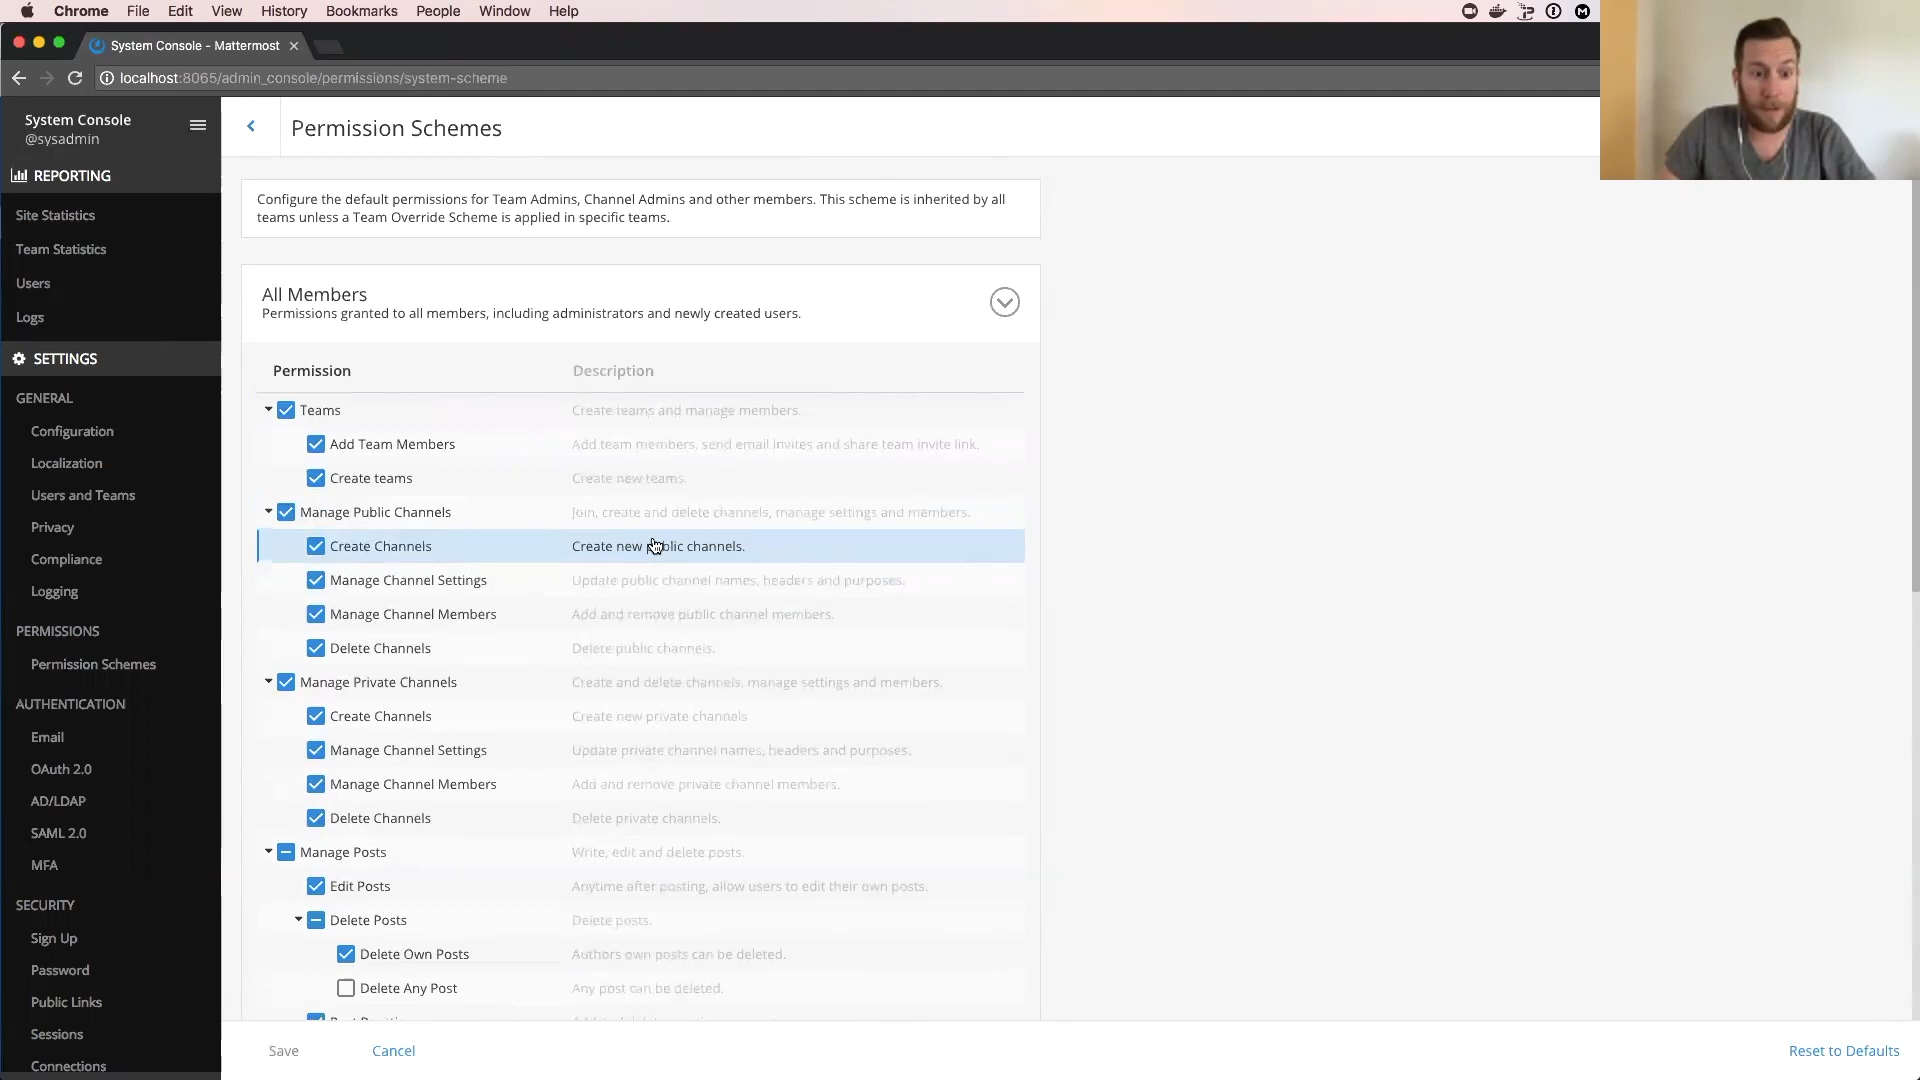 Chrome File Edit View History Bookmarks People Window Help
System Console - Mattermost
localhost:8065/admin_console/permissions/system-scheme
System Console
@sysadmin
REPORTING
Site Statistics
Team Statistics
Users
Logs
SETTINGS
GENERAL
Configuration
Localization
Users and Teams
Privacy
Compliance
Logging
PERMISSIONS
Permission Schemes
AUTHENTICATION
Email
OAuth 2.0
AD/LDAP
SAML 2.0
MFA
SECURITY
Sign Up
Password
Public Links
Sessions
Connections
Permission Schemes
Configure the default permissions for Team Admins, Channel Admins and other members. This scheme is inherited by all
teams unless a Team Override Scheme is applied in specific teams.
All Members
Permissions granted to all members, including administrators and newly created users.
Permission Description
Teams Create teams and manage members.
Add Team Members Add team members, send email invites and share team invite link.
Create teams Create new teams.
Manage Public Channels Join, create and delete channels, manage settings and members.
Create Channels Create new public channels.
Manage Channel Settings Update public channel names, headers and purposes.
Manage Channel Members Add and remove public channel members.
Delete Channels Delete public channels.
Manage Private Channels Create and delete channels, manage settings and members.
Create Channels Create new private channels
Manage Channel Settings Update private channel names, headers and purposes.
Manage Channel Members Add and remove private channel members.
Delete Channels Delete private channels.
Manage Posts Write, edit and delete posts.
Edit Posts Anytime after posting, allow users to edit their own posts.
Delete Posts Delete posts.
Delete Own Posts Authors own posts can be deleted.
Delete Any Post Any post can be deleted.
Save Cancel Reset to Defaults